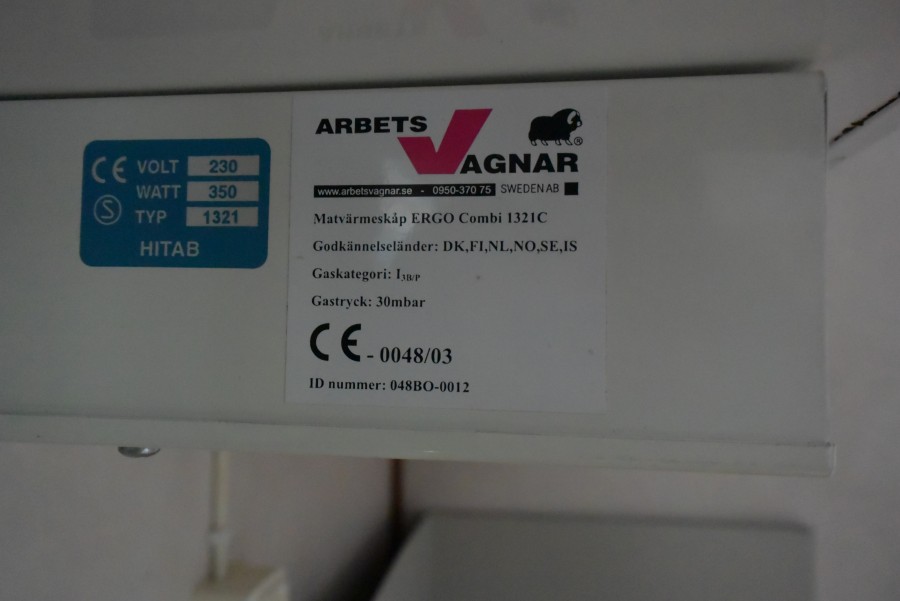 CE VOLT 230
WATT 350
S TYP 1321
HITAB
ARBETS
VAGNAR
www.arbetsvagnar.se - 0950-370 75 SWEDEN AB
Matvärmeskåp ERGO Combi 1321C
Godkännelseländer: DK,FI,NL,NO,SE,IS
Gaskategori: I3B/P
Gastryck: 30mbar
CE - 0048/03
ID nummer: 048BO-0012